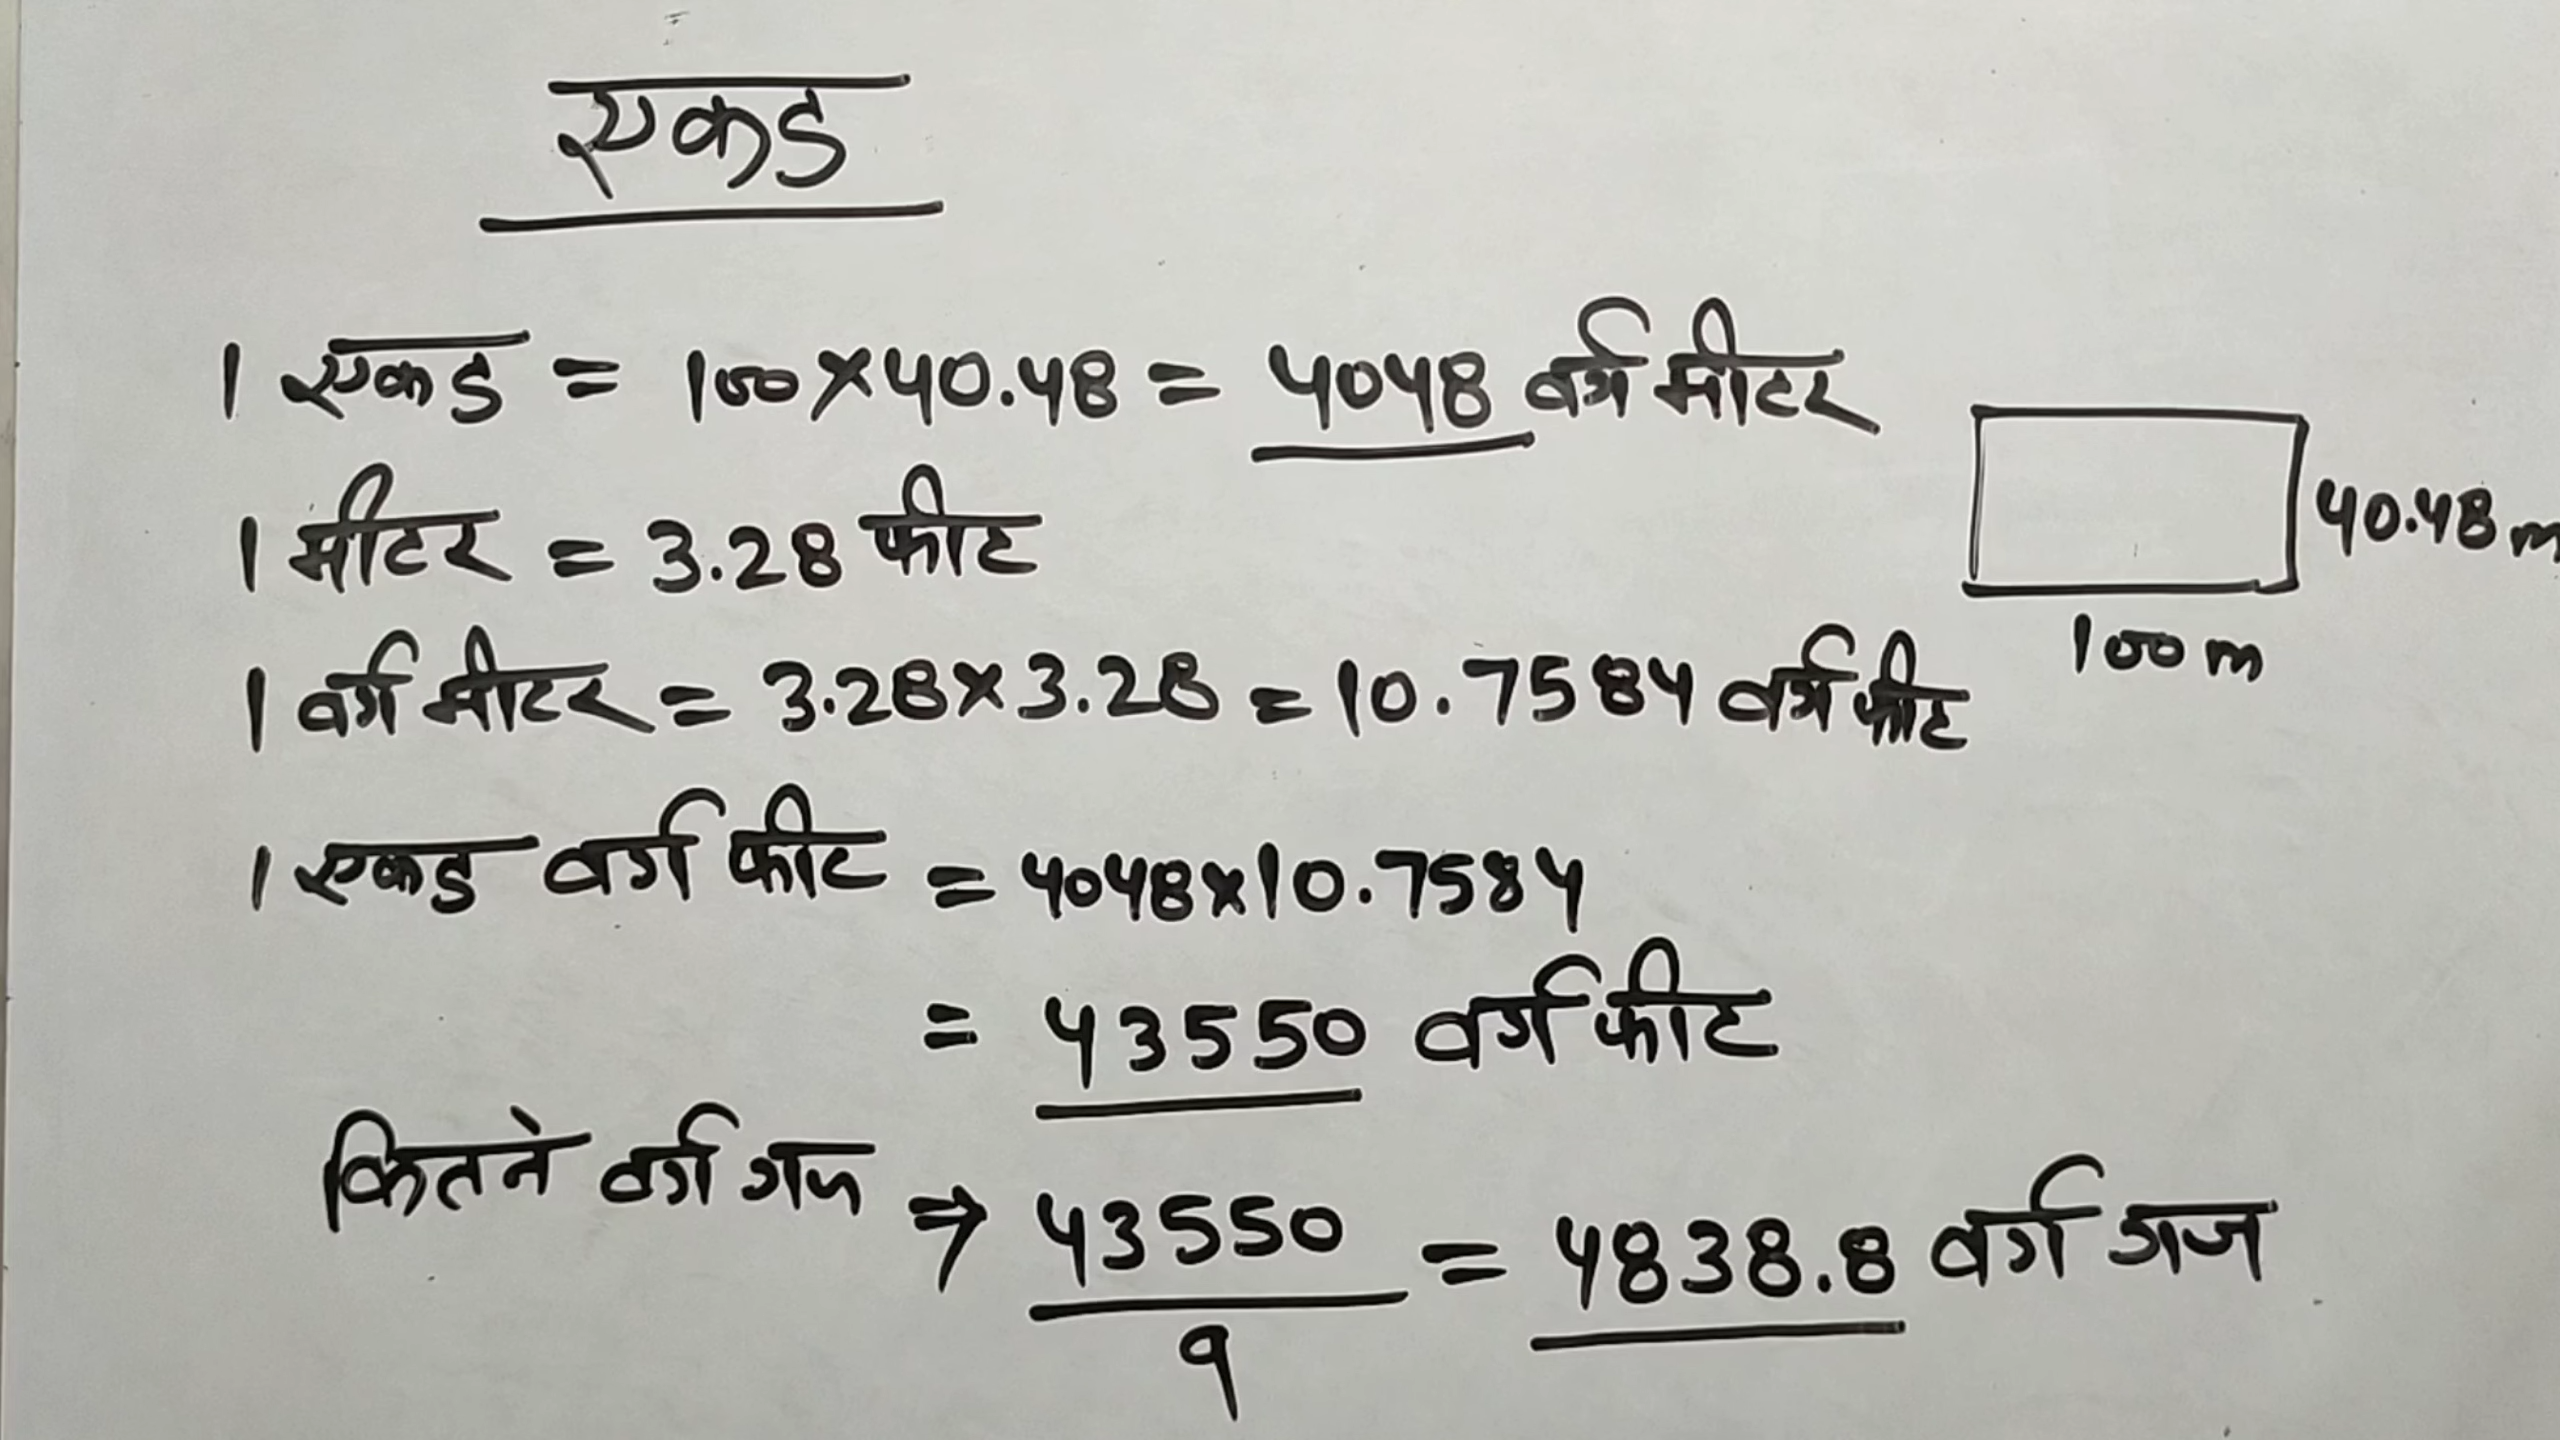 एकड
1 एकड = 100×40.48 = 4048 वर्ग मीटर
40.48 m
100 m
1 मीटर = 3.28 फीट
1 वर्ग मीटर = 3.28×3.28 = 10.7584 वर्ग फीट
1 एकड वर्ग फीट = 4048×10.7584
= 43550 वर्ग फीट
कितने वर्ग गज ⇒ 43550/9 = 4838.8 वर्ग गज